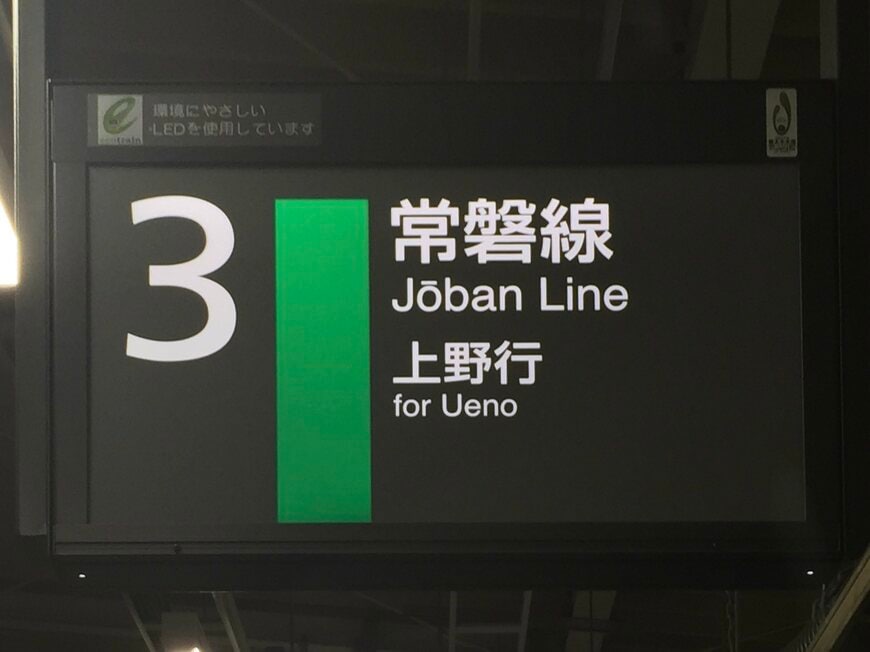 環境にやさしい
LEDを使用しています
3
常磐線
Jōban Line
上野行
for Ueno